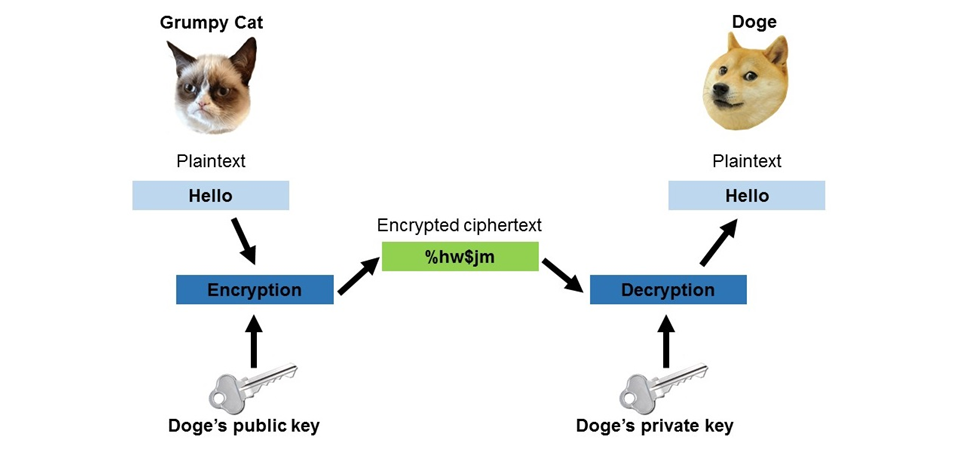 Grumpy Cat
Doge
Plaintext
Plaintext
Hello
Hello
Encrypted ciphertext
%hw$jm
Encryption
Decryption
Doge’s public key
Doge’s private key